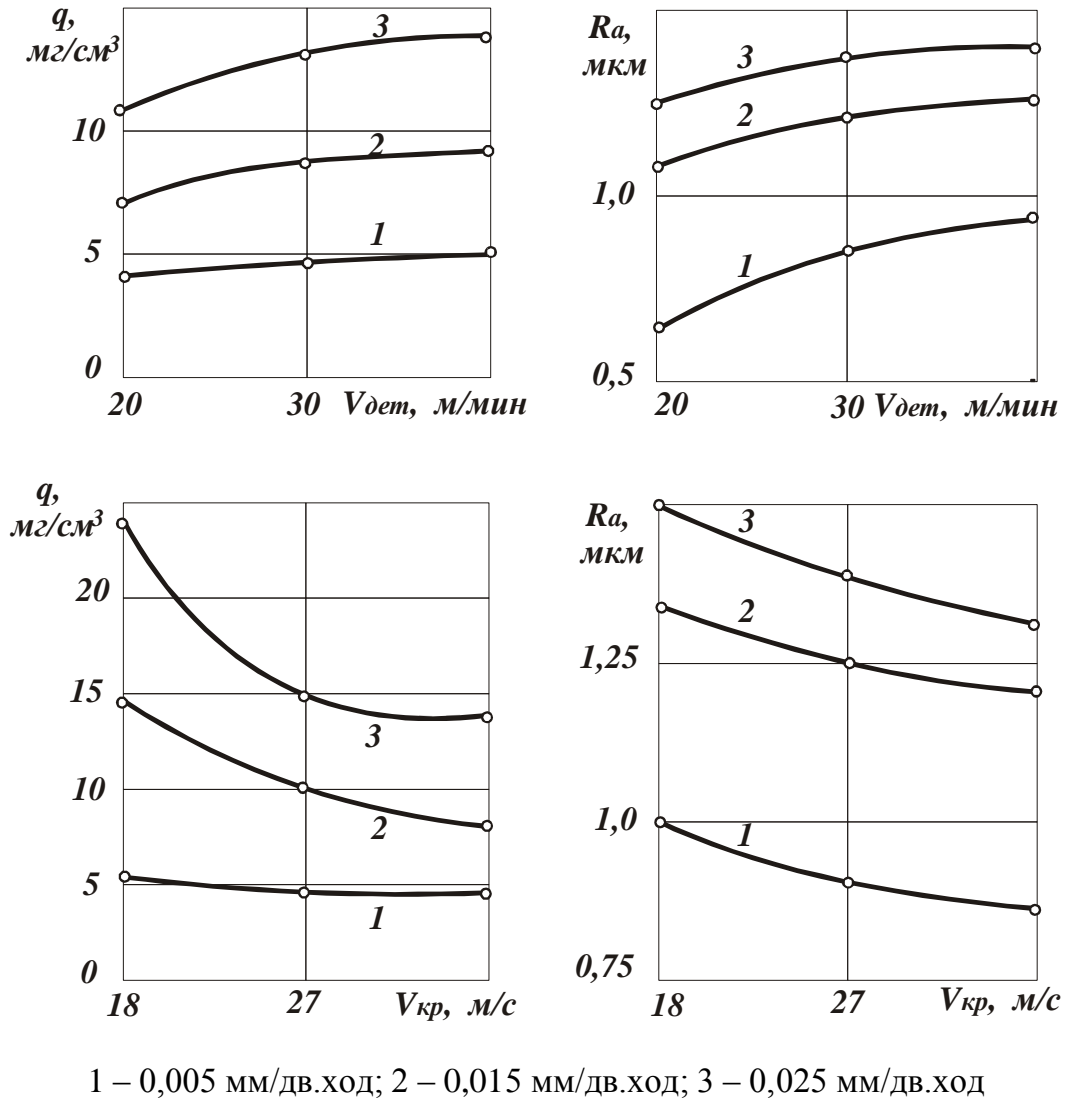 q,
мг/см³
3
10
2
5
1
0
20
30
Vдет, м/мин
Ra,
мкм
3
2
1,0
1
0,5
20
30
Vдет, м/мин
q,
мг/см³
20
15
3
10
2
5
1
0
18
27
Vкр, м/с
Ra,
мкм
3
2
1,25
1,0
1
0,75
18
27
Vкр, м/с
1 – 0,005 мм/дв.ход; 2 – 0,015 мм/дв.ход; 3 – 0,025 мм/дв.ход